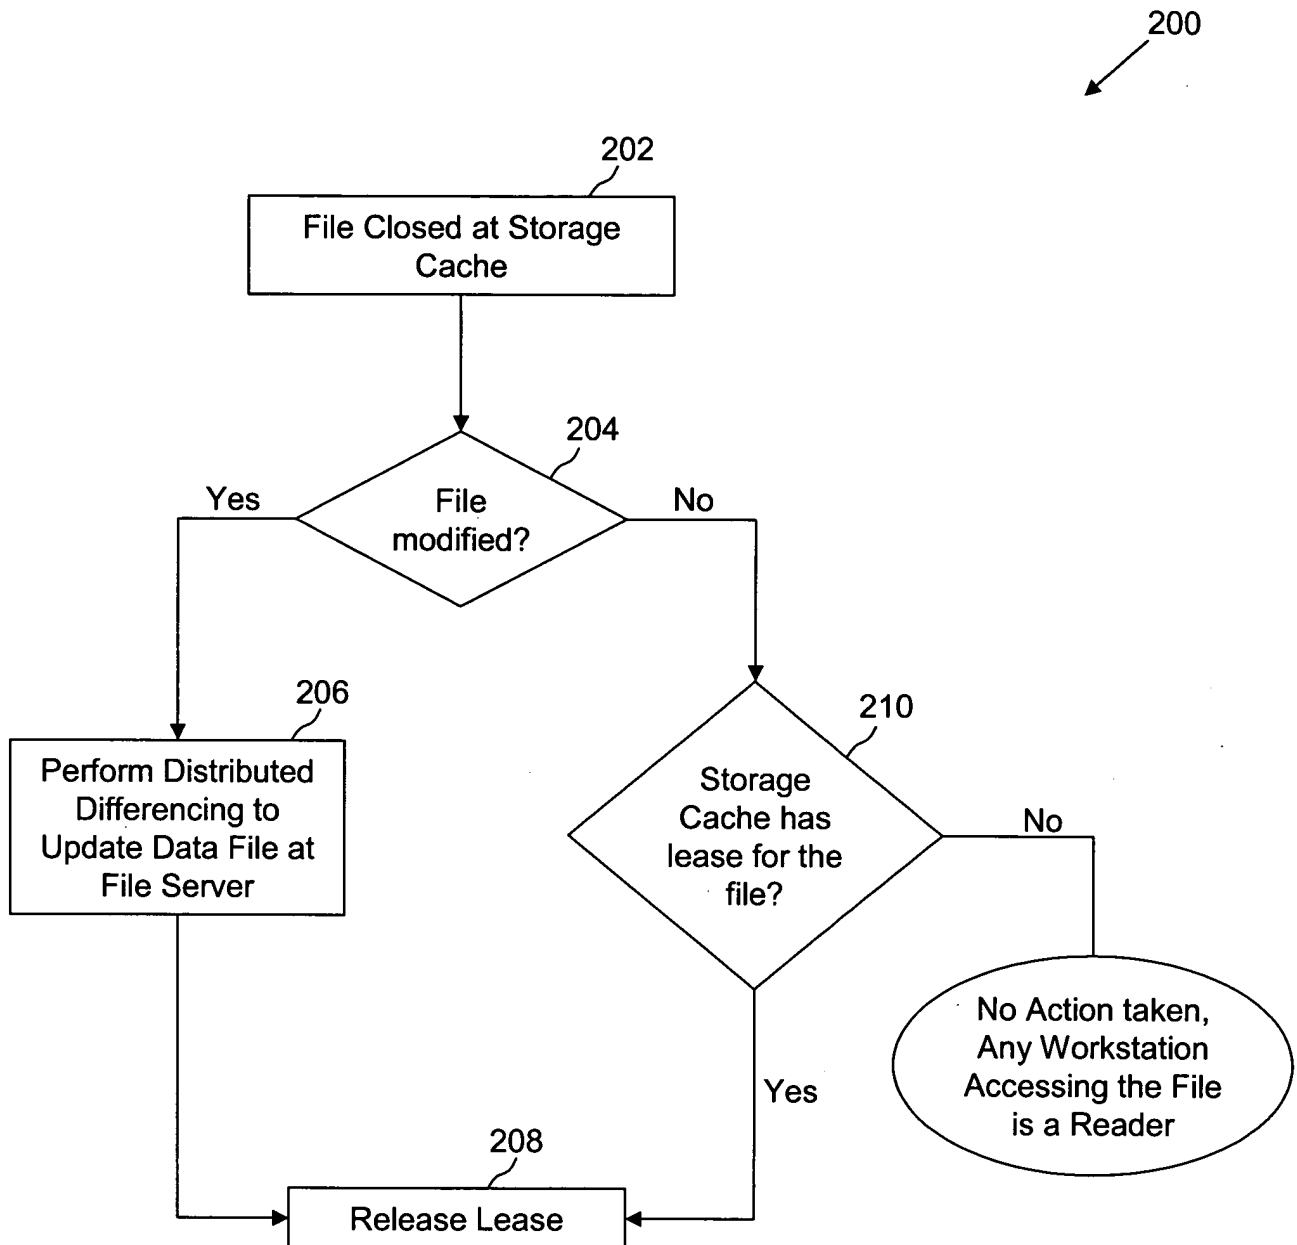 200
202
File Closed at Storage
Cache
204
Yes
File
modified?
No
206
Perform Distributed
Differencing to
Update Data File at
File Server
210
Storage
Cache has
lease for the
file?
No
No Action taken,
Any Workstation
Accessing the File
is a Reader
Yes
208
Release Lease